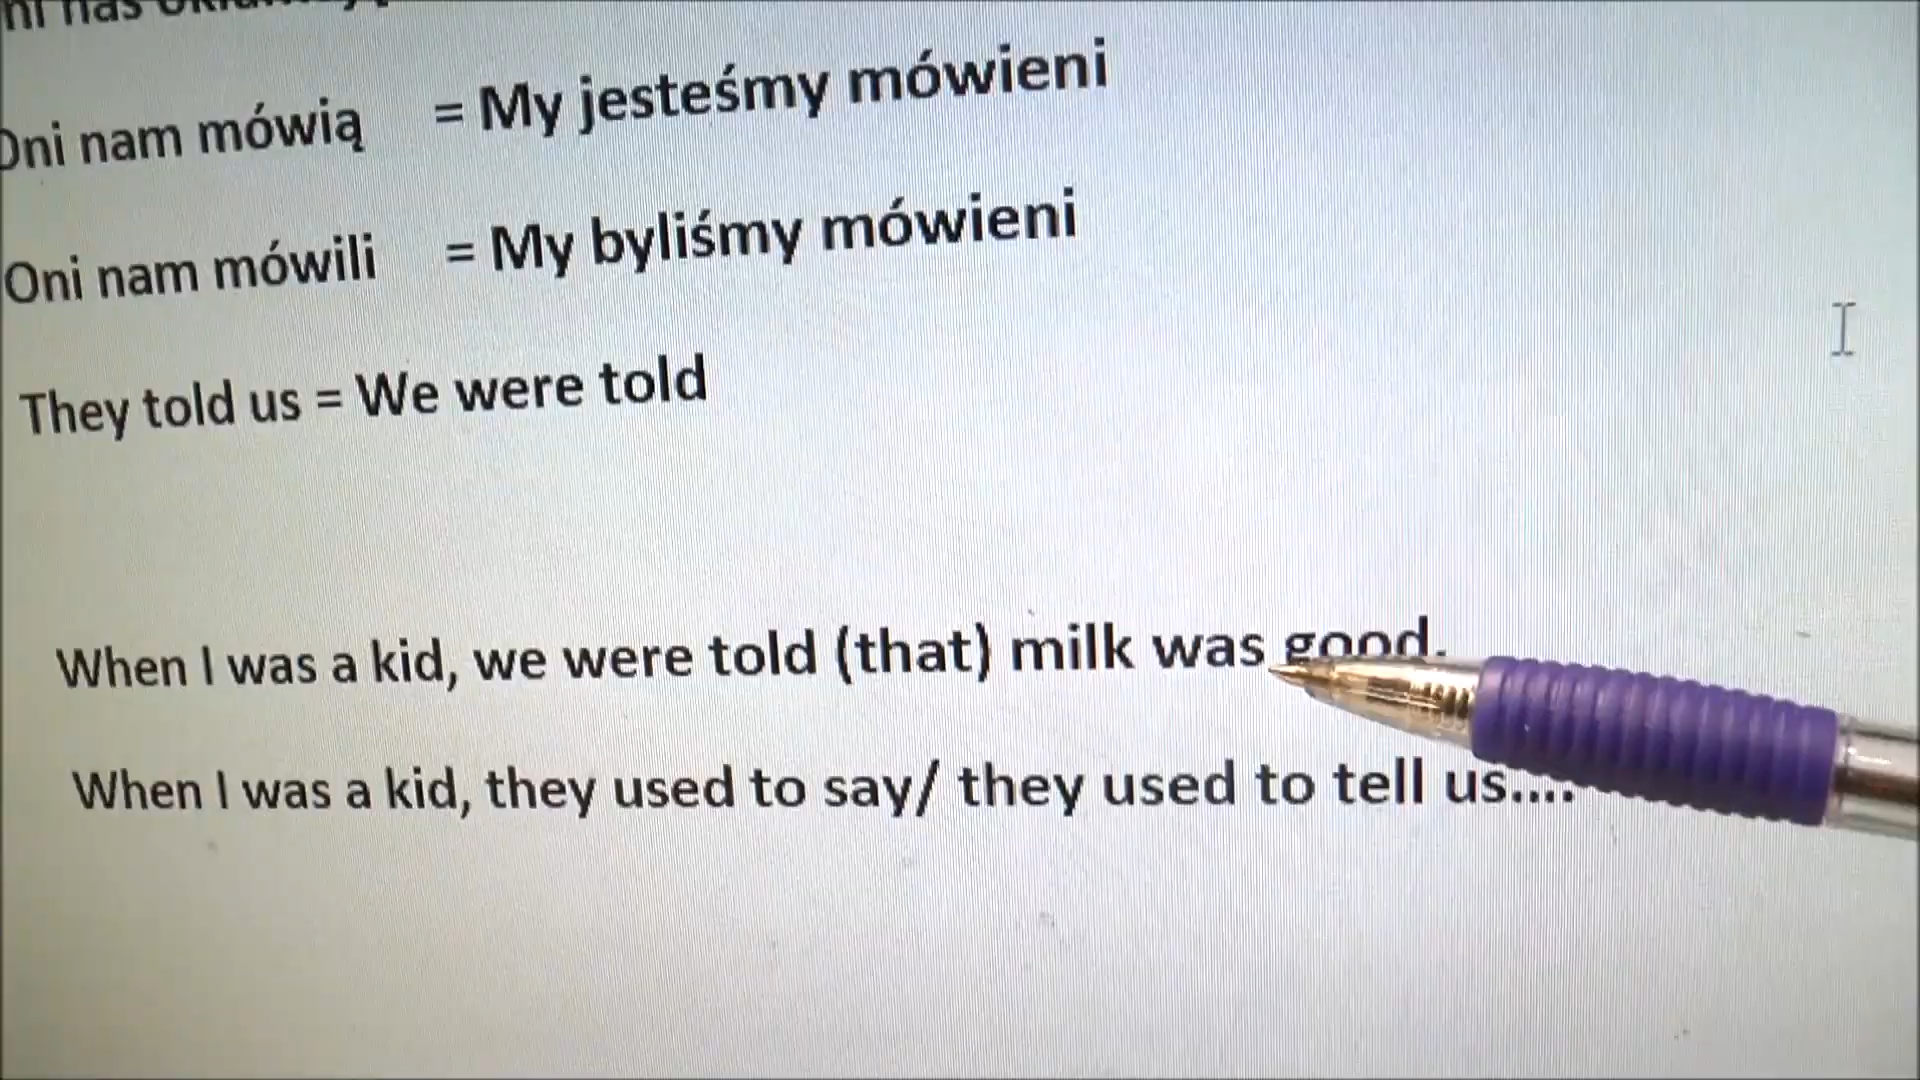 nas
Oni nam mówią = My jesteśmy mówieni
Oni nam mówili = My byliśmy mówieni
They told us = We were told
When I was a kid, we were told (that) milk was good.
When I was a kid, they used to say/ they used to tell us....